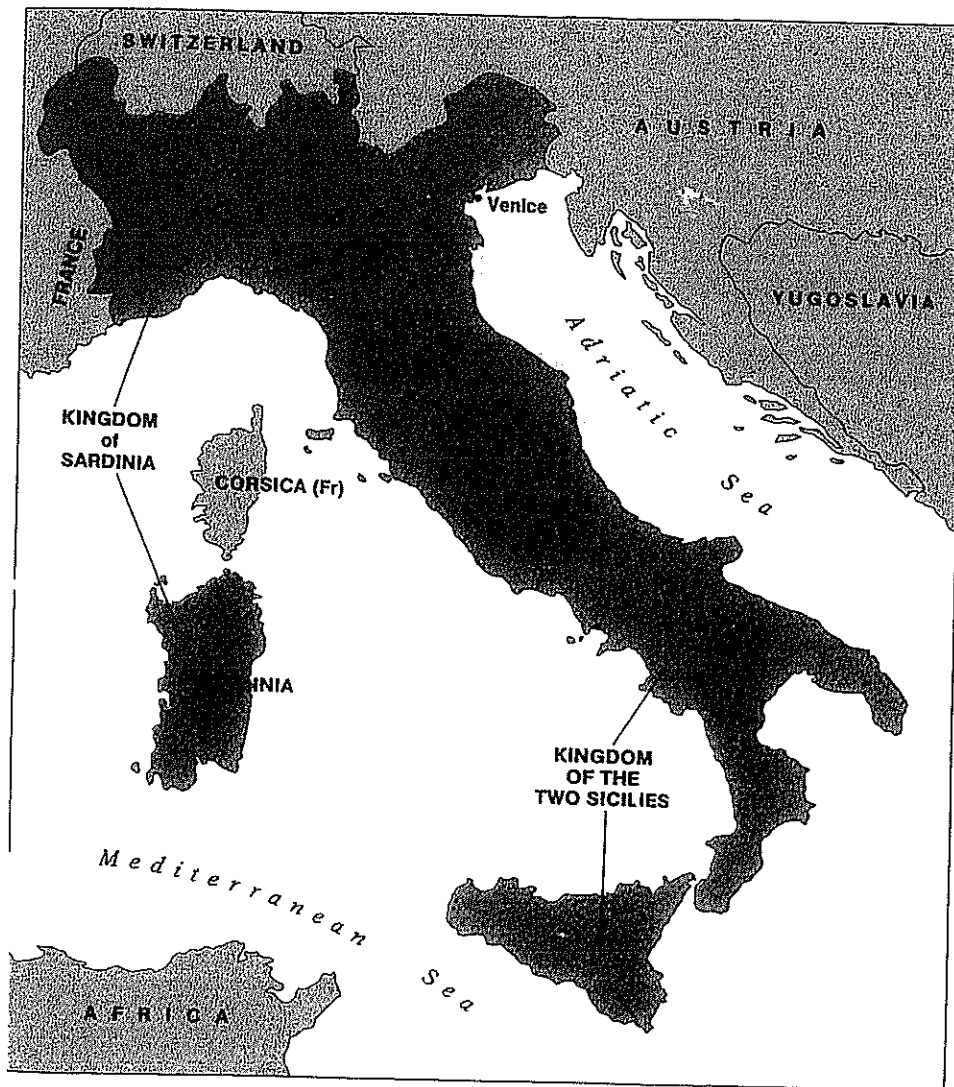 SWITZERLAND
AUSTRIA
Venice
FRANCE
YUGOSLAVIA
Adriatic Sea
KINGDOM
of
SARDINIA
CORSICA (Fr)
INIA
KINGDOM
OF THE
TWO SICILIES
Mediterranean Sea
AFRICA